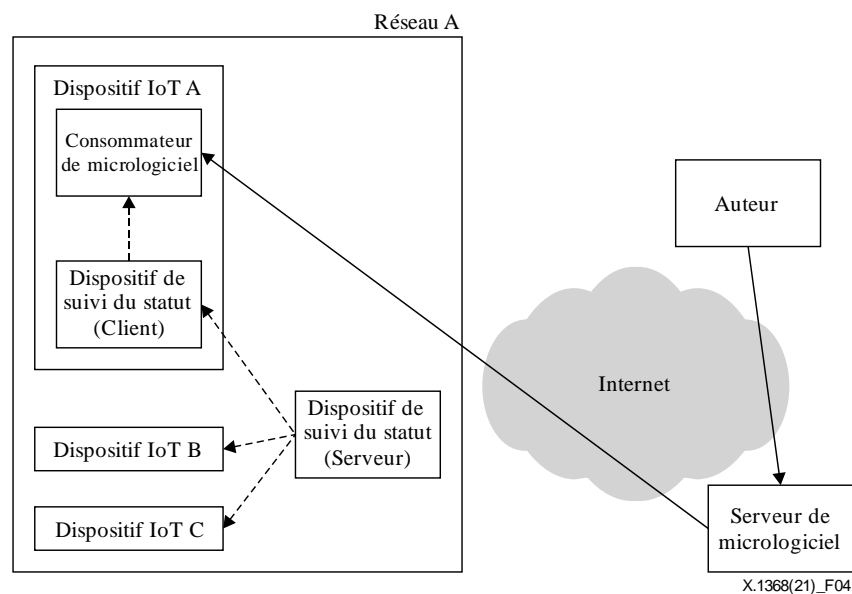 Réseau A
Dispositif IoT A
Consommateur
de micrologiciel
Auteur
Dispositif de
suivi du statut
(Client)
Internet
Dispositif de
suivi du statut
(Serveur)
Dispositif IoT B
Dispositif IoT C
Serveur de
micrologiciel
X.1368(21)_F04